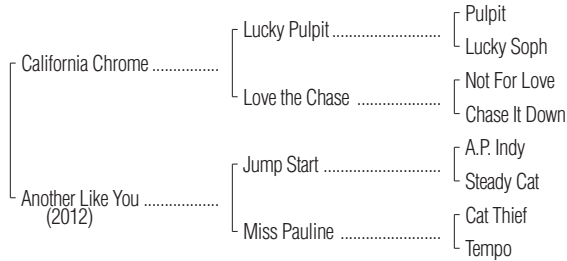 Pulpit
Lucky Pulpit
Lucky Soph
California Chrome
Not For Love
Love the Chase
Chase It Down
A.P. Indy
Jump Start
Steady Cat
Another Like You
(2012)
Cat Thief
Miss Pauline
Tempo